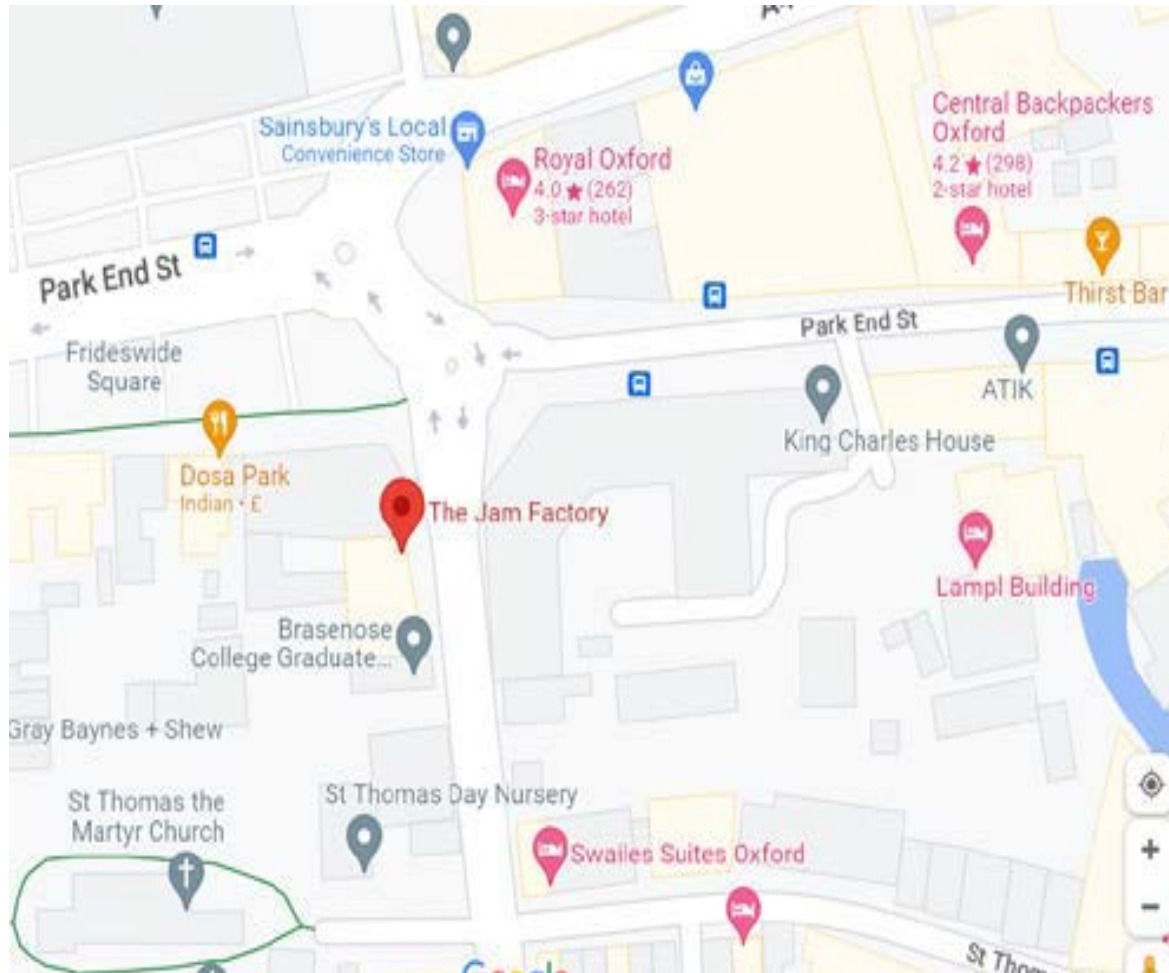 Sainsbury's Local
Convenience Store
Royal Oxford
4.0 ★ (262)
3-star hotel
Central Backpackers
Oxford
4.2 ★ (298)
2-star hotel
Thirst Bar
Park End St
Park End St
ATIK
Frideswide
Square
King Charles House
Dosa Park
Indian · £
The Jam Factory
Lampl Building
Brasenose
College Graduate...
Gray Baynes + Shew
St Thomas the
Martyr Church
St Thomas Day Nursery
Swailes Suites Oxford